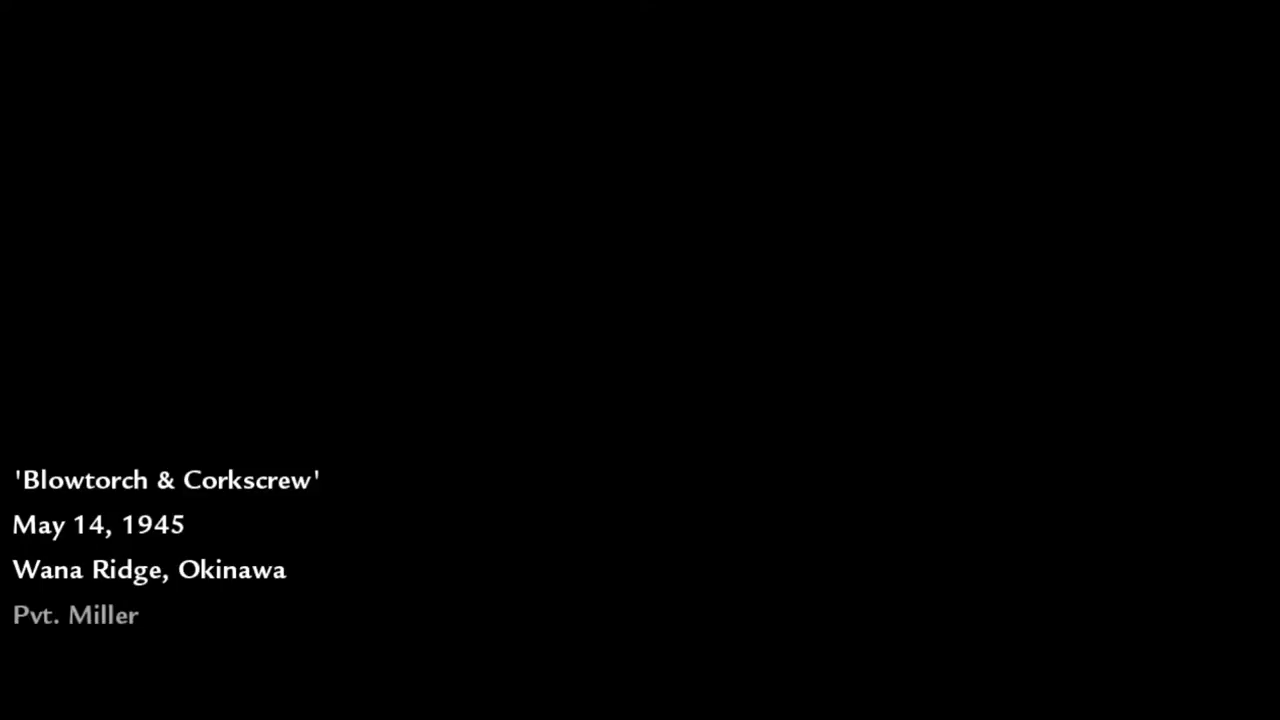 'Blowtorch & Corkscrew'
May 14, 1945
Wana Ridge, Okinawa
Pvt. Miller